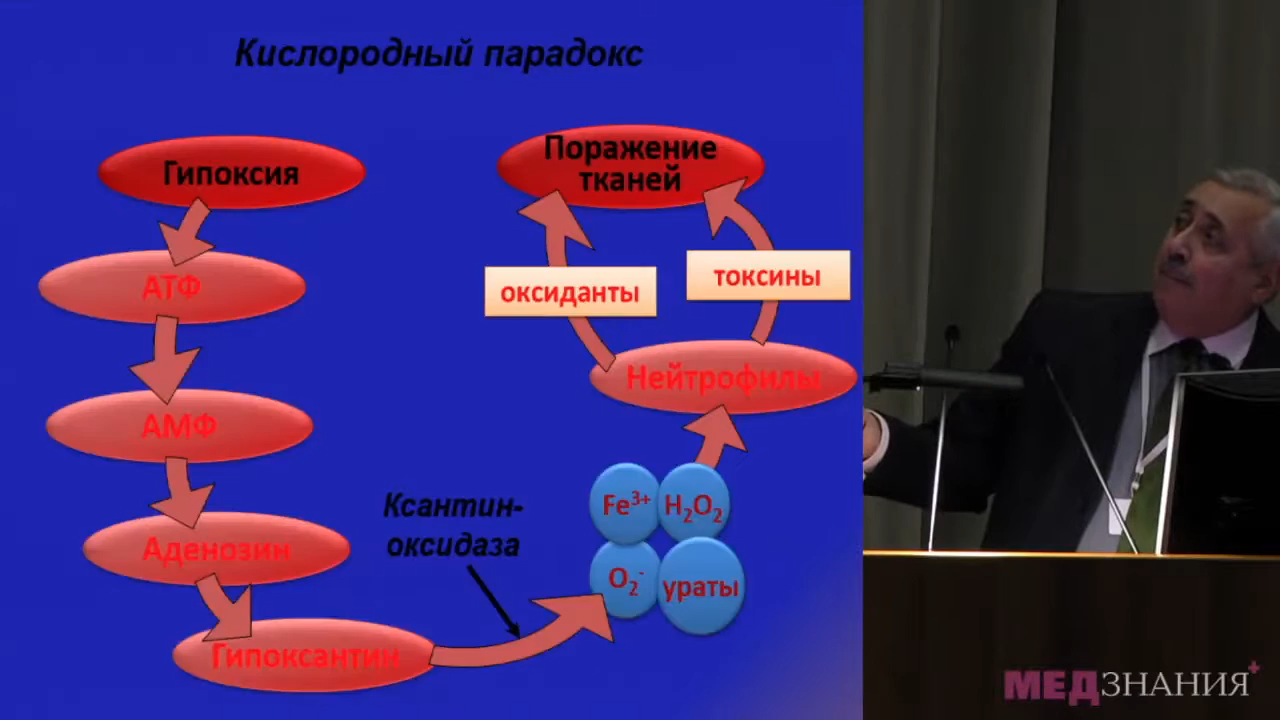 Кислородный парадокс
Гипоксия
АТФ
АМФ
Аденозин
Гипоксантин
Ксантин-
оксидаза
Fe³⁺
H₂O₂
O₂⁻
ураты
Нейтрофилы
оксиданты
токсины
Поражение
тканей
МЕДЗНАНИЯ+